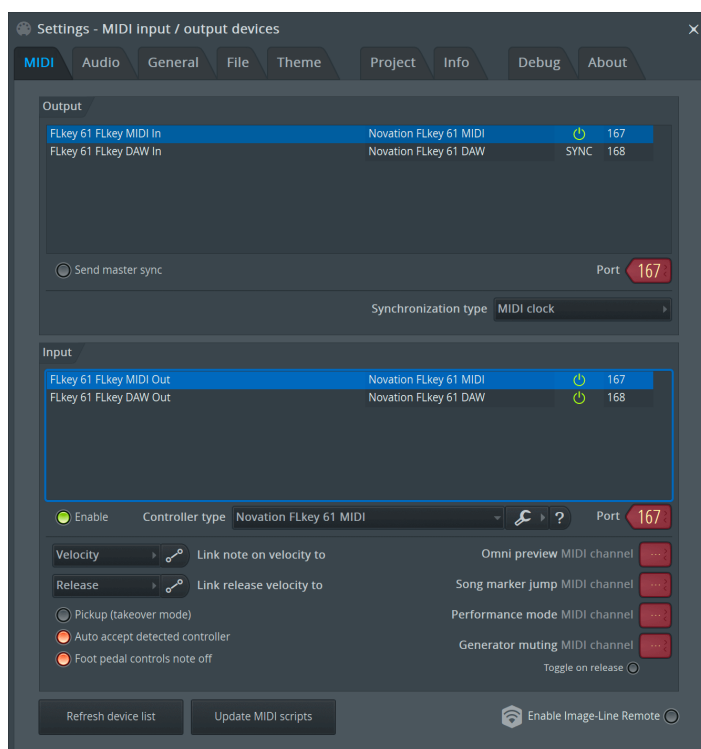 Settings - MIDI input / output devices
MIDI Audio General File Theme Project Info Debug About
Output
FLkey 61 FLkey MIDI In Novation FLkey 61 MIDI 167
FLkey 61 FLkey DAW In Novation FLkey 61 DAW SYNC 168
Send master sync Port 167
Synchronization type MIDI clock
Input
FLkey 61 FLkey MIDI Out Novation FLkey 61 MIDI 167
FLkey 61 FLkey DAW Out Novation FLkey 61 DAW 168
Enable Controller type Novation FLkey 61 MIDI ? Port 167
Velocity Link note on velocity to Omni preview MIDI channel ---
Release Link release velocity to Song marker jump MIDI channel ---
Pickup (takeover mode) Performance mode MIDI channel ---
Auto accept detected controller
Generator muting MIDI channel ---
Foot pedal controls note off
Toggle on release
Refresh device list Update MIDI scripts Enable Image-Line Remote